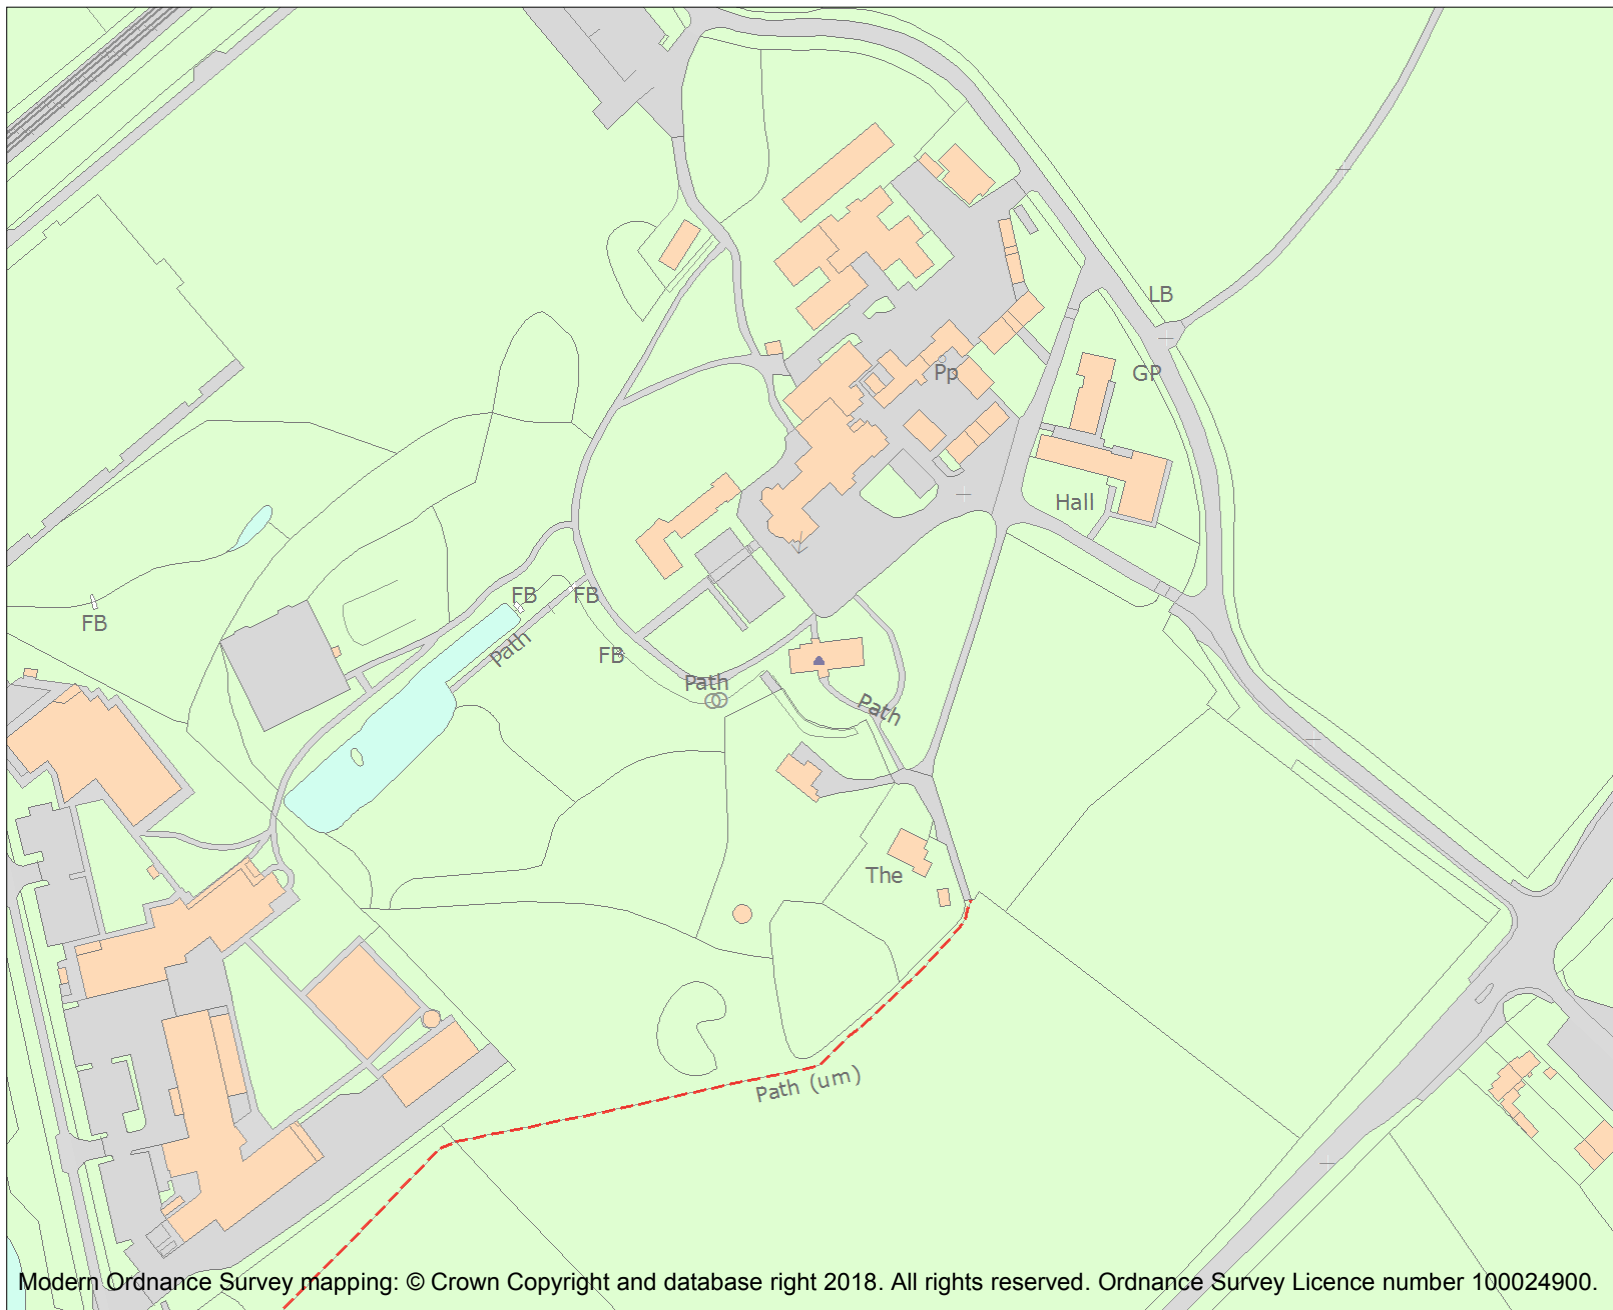 LB
Pp
GP
Hall
FB
FB
FB
Path
FB
Path
Path
The
Path (um)
Modern Ordnance Survey mapping: © Crown Copyright and database right 2018. All rights reserved. Ordnance Survey Licence number 100024900.